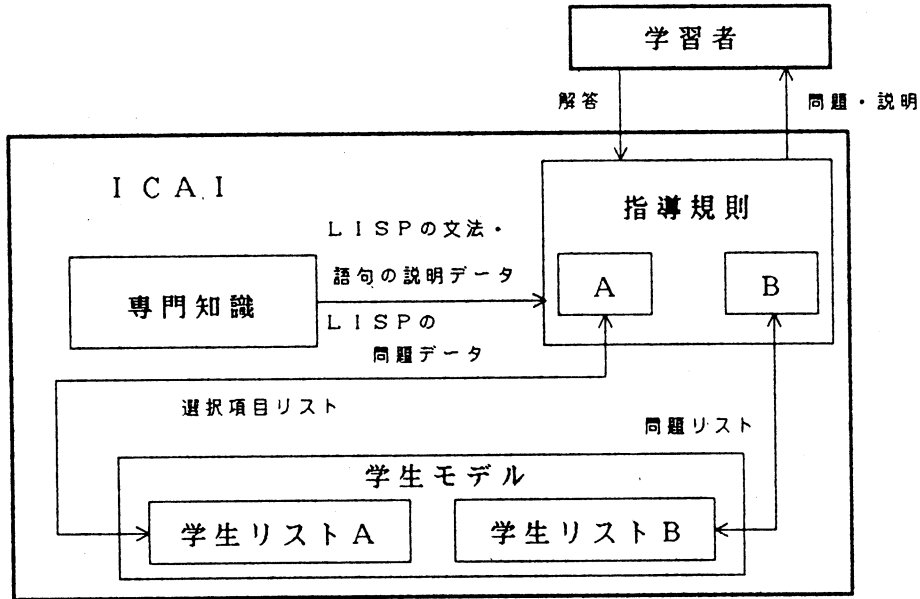 学習者
解答
問題・説明
ICAI
指導規則
LISPの文法・
語句の説明データ
専門知識
A
B
LISPの
問題データ
選択項目リスト
問題リスト
学生モデル
学生リストA
学生リストB